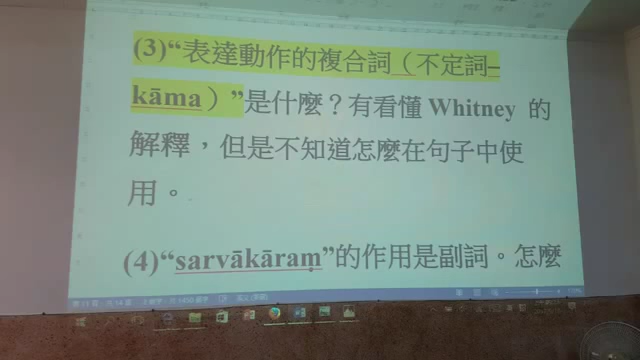 (3)“表達動作的複合詞（不定詞–
kāma）”是什麼？有看懂 Whitney 的
解釋，但是不知道怎麼在句子中使
用。
(4)“sarvākāraṃ”的作用是副詞。怎麼